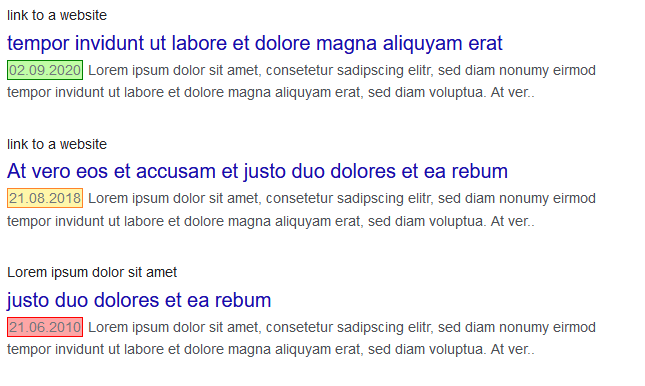 link to a website
tempor invidunt ut labore et dolore magna aliquyam erat
02.09.2020 Lorem ipsum dolor sit amet, consetetur sadipscing elitr, sed diam nonumy eirmod
tempor invidunt ut labore et dolore magna aliquyam erat, sed diam voluptua. At ver..
link to a website
At vero eos et accusam et justo duo dolores et ea rebum
21.08.2018 Lorem ipsum dolor sit amet, consetetur sadipscing elitr, sed diam nonumy eirmod
tempor invidunt ut labore et dolore magna aliquyam erat, sed diam voluptua. At ver..
Lorem ipsum dolor sit amet
justo duo dolores et ea rebum
21.06.2010 Lorem ipsum dolor sit amet, consetetur sadipscing elitr, sed diam nonumy eirmod
tempor invidunt ut labore et dolore magna aliquyam erat, sed diam voluptua. At ver..